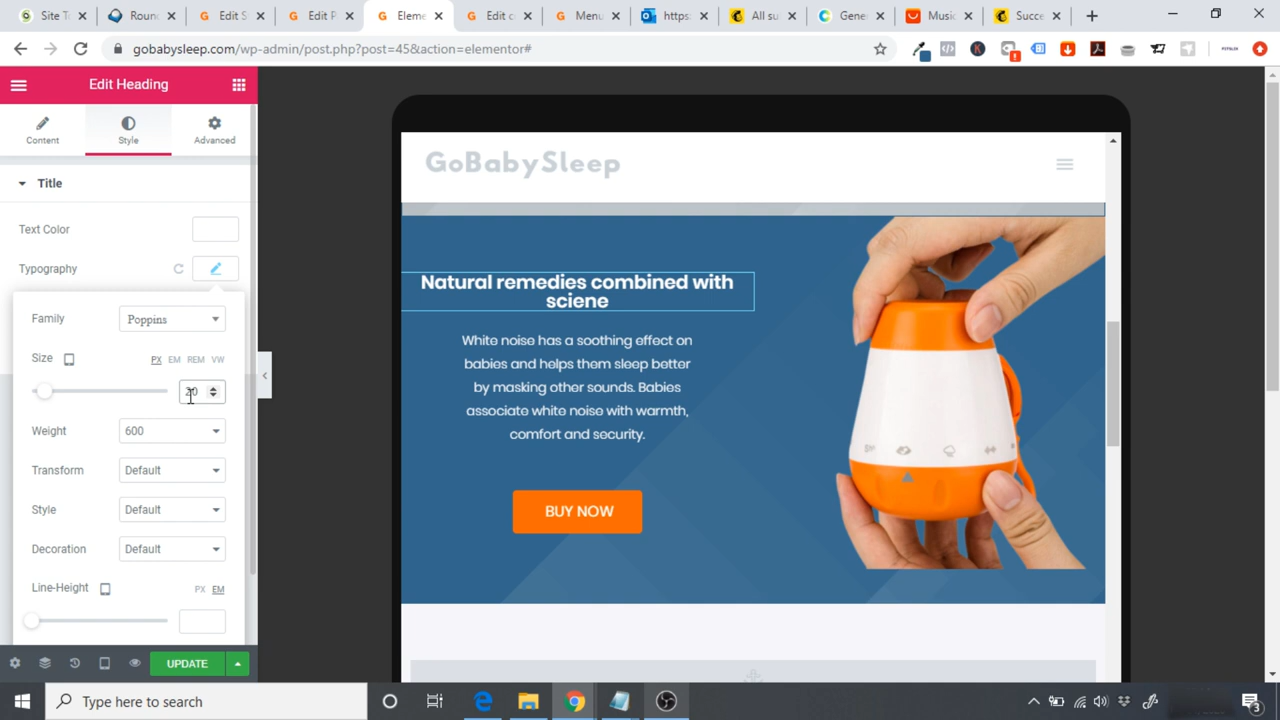 Site T
Roun
Edit S
Edit P
Eleme
Edit c
Menu
https:
All su
Gene
Music
Succe
gobabysleep.com/wp-admin/post.php?post=45&action=elementor#
Edit Heading
Content
Style
Advanced
Title
Text Color
Typography
Family
Poppins
Size
PX EM REM VW
20
Weight
600
Transform
Default
Style
Default
Decoration
Default
Line-Height
PX EM
UPDATE
GoBabySleep
Natural remedies combined with
sciene
White noise has a soothing effect on
babies and helps them sleep better
by masking other sounds. Babies
associate white noise with warmth,
comfort and security.
BUY NOW
Type here to search
3